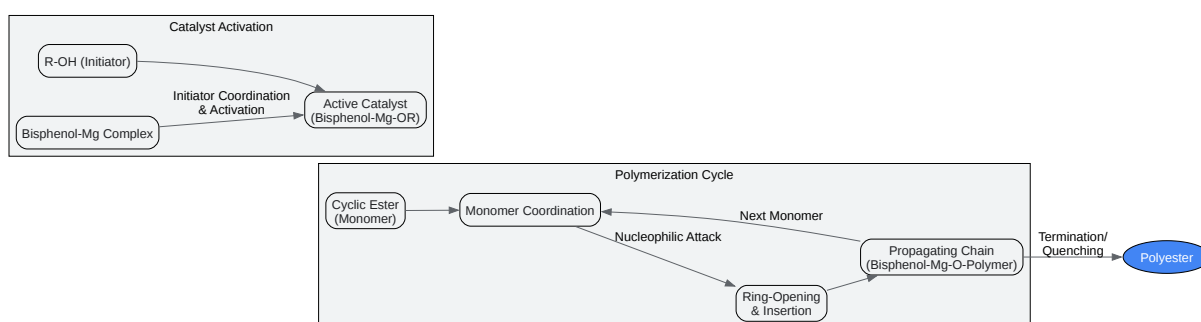 Catalyst Activation
R-OH (Initiator)
Initiator Coordination
& Activation
Active Catalyst
(Bisphenol-Mg-OR)
Bisphenol-Mg Complex
Polymerization Cycle
Cyclic Ester
(Monomer)
Monomer Coordination
Next Monomer
Nucleophilic Attack
Propagating Chain
(Bisphenol-Mg-O-Polymer)
Ring-Opening
& Insertion
Termination/
Quenching
Polyester